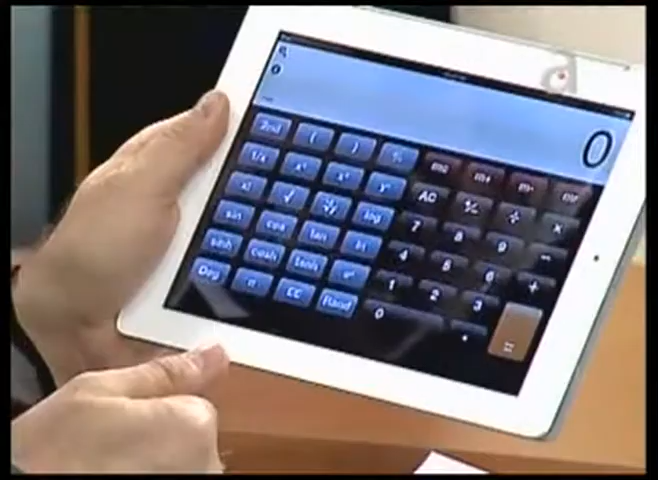 0
2nd ( ) % mc m+ m- mr
1/x x² x³ yˣ AC ⁺/₋ ÷ ×
x! √ ˣ√y log 7 8 9 −
sin cos tan ln 4 5 6 +
sinh cosh tanh eˣ 1 2 3 =
Deg π EE Rand 0 .